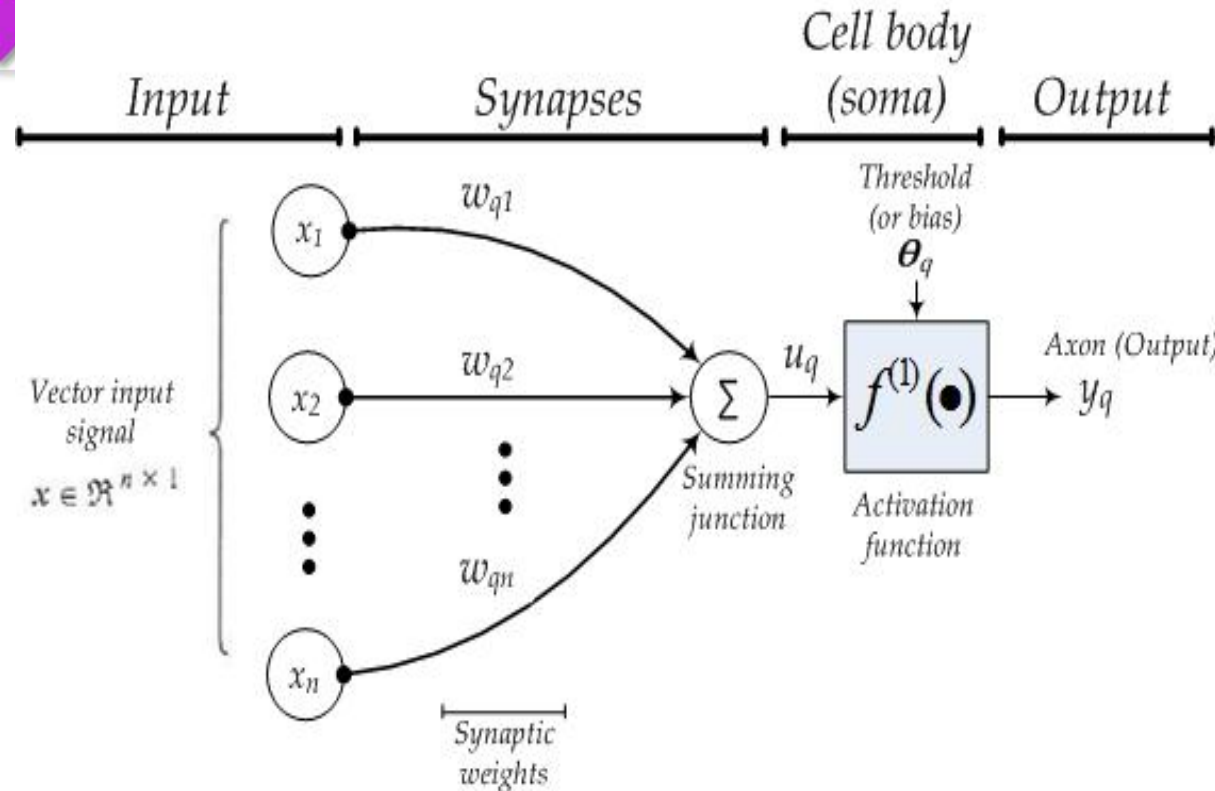 Input
Synapses
Cell body
(soma)
Output
Threshold
(or bias)
θq
Vector input
signal
x ∈ ℜ n × 1
x1
x2
xn
wq1
wq2
wqn
Synaptic
weights
Σ
Summing
junction
uq
f(1)(•)
Activation
function
Axon (Output)
yq